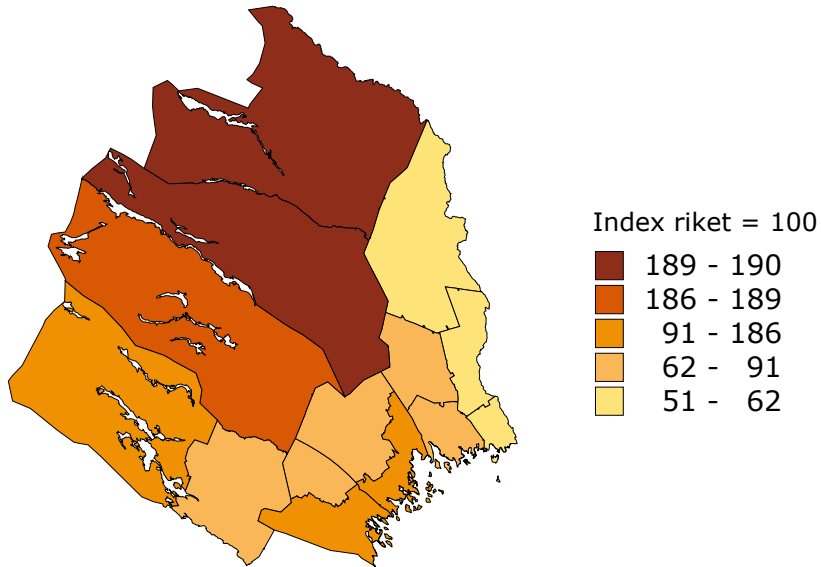 Index riket = 100
189 - 190
186 - 189
91 - 186
62 - 91
51 - 62